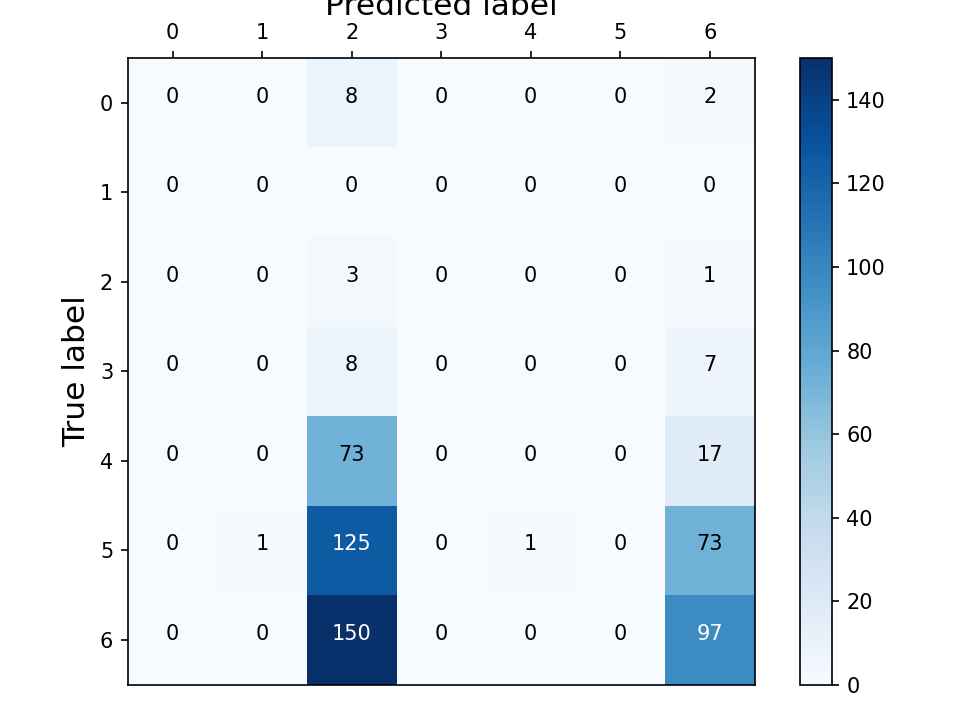 Predicted label
0 1 2 3 4 5 6
True label
0 0 0 8 0 0 0 2
1 0 0 0 0 0 0 0
2 0 0 3 0 0 0 1
3 0 0 8 0 0 0 7
4 0 0 73 0 0 0 17
5 0 1 125 0 1 0 73
6 0 0 150 0 0 0 97
140
120
100
80
60
40
20
0